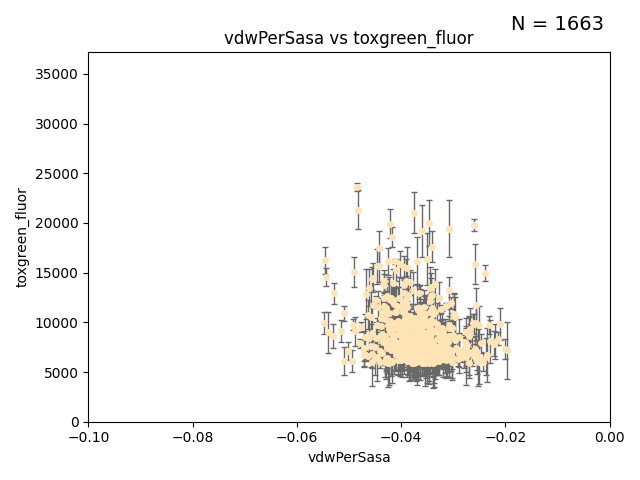 N = 1663
vdwPerSasa vs toxgreen_fluor
35000
30000
25000
20000
15000
10000
5000
0
toxgreen_fluor
−0.10 −0.08 −0.06 −0.04 −0.02 0.00
vdwPerSasa